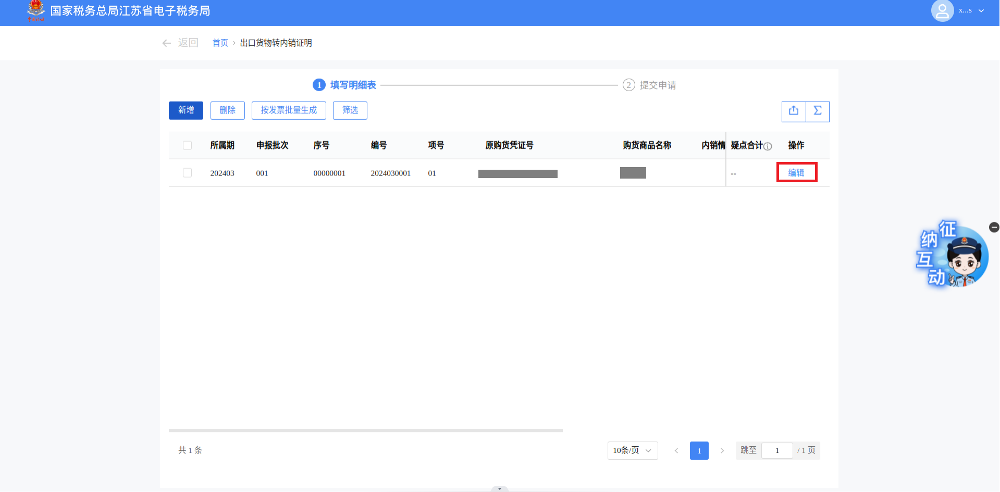 国家税务总局江苏省电子税务局
x...s
返回 首页 › 出口货物转内销证明
1 填写明细表
2 提交申请
新增 删除 按发票批量生成 筛选
Σ
所属期 申报批次 序号 编号 项号 原购货凭证号 购货商品名称 内销情 疑点合计 操作
202403 001 00000001 2024030001 01 -- 编辑
征纳互动
共 1 条
10条/页 1 跳至 1 / 1 页